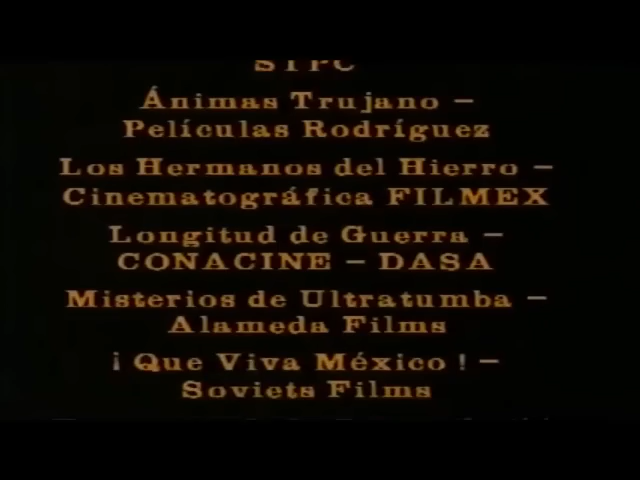 STPC
Ánimas Trujano —
Películas Rodríguez
Los Hermanos del Hierro —
Cinematográfica FILMEX
Longitud de Guerra —
CONACINE — DASA
Misterios de Ultratumba —
Alameda Films
¡ Que Viva México ! —
Soviets Films